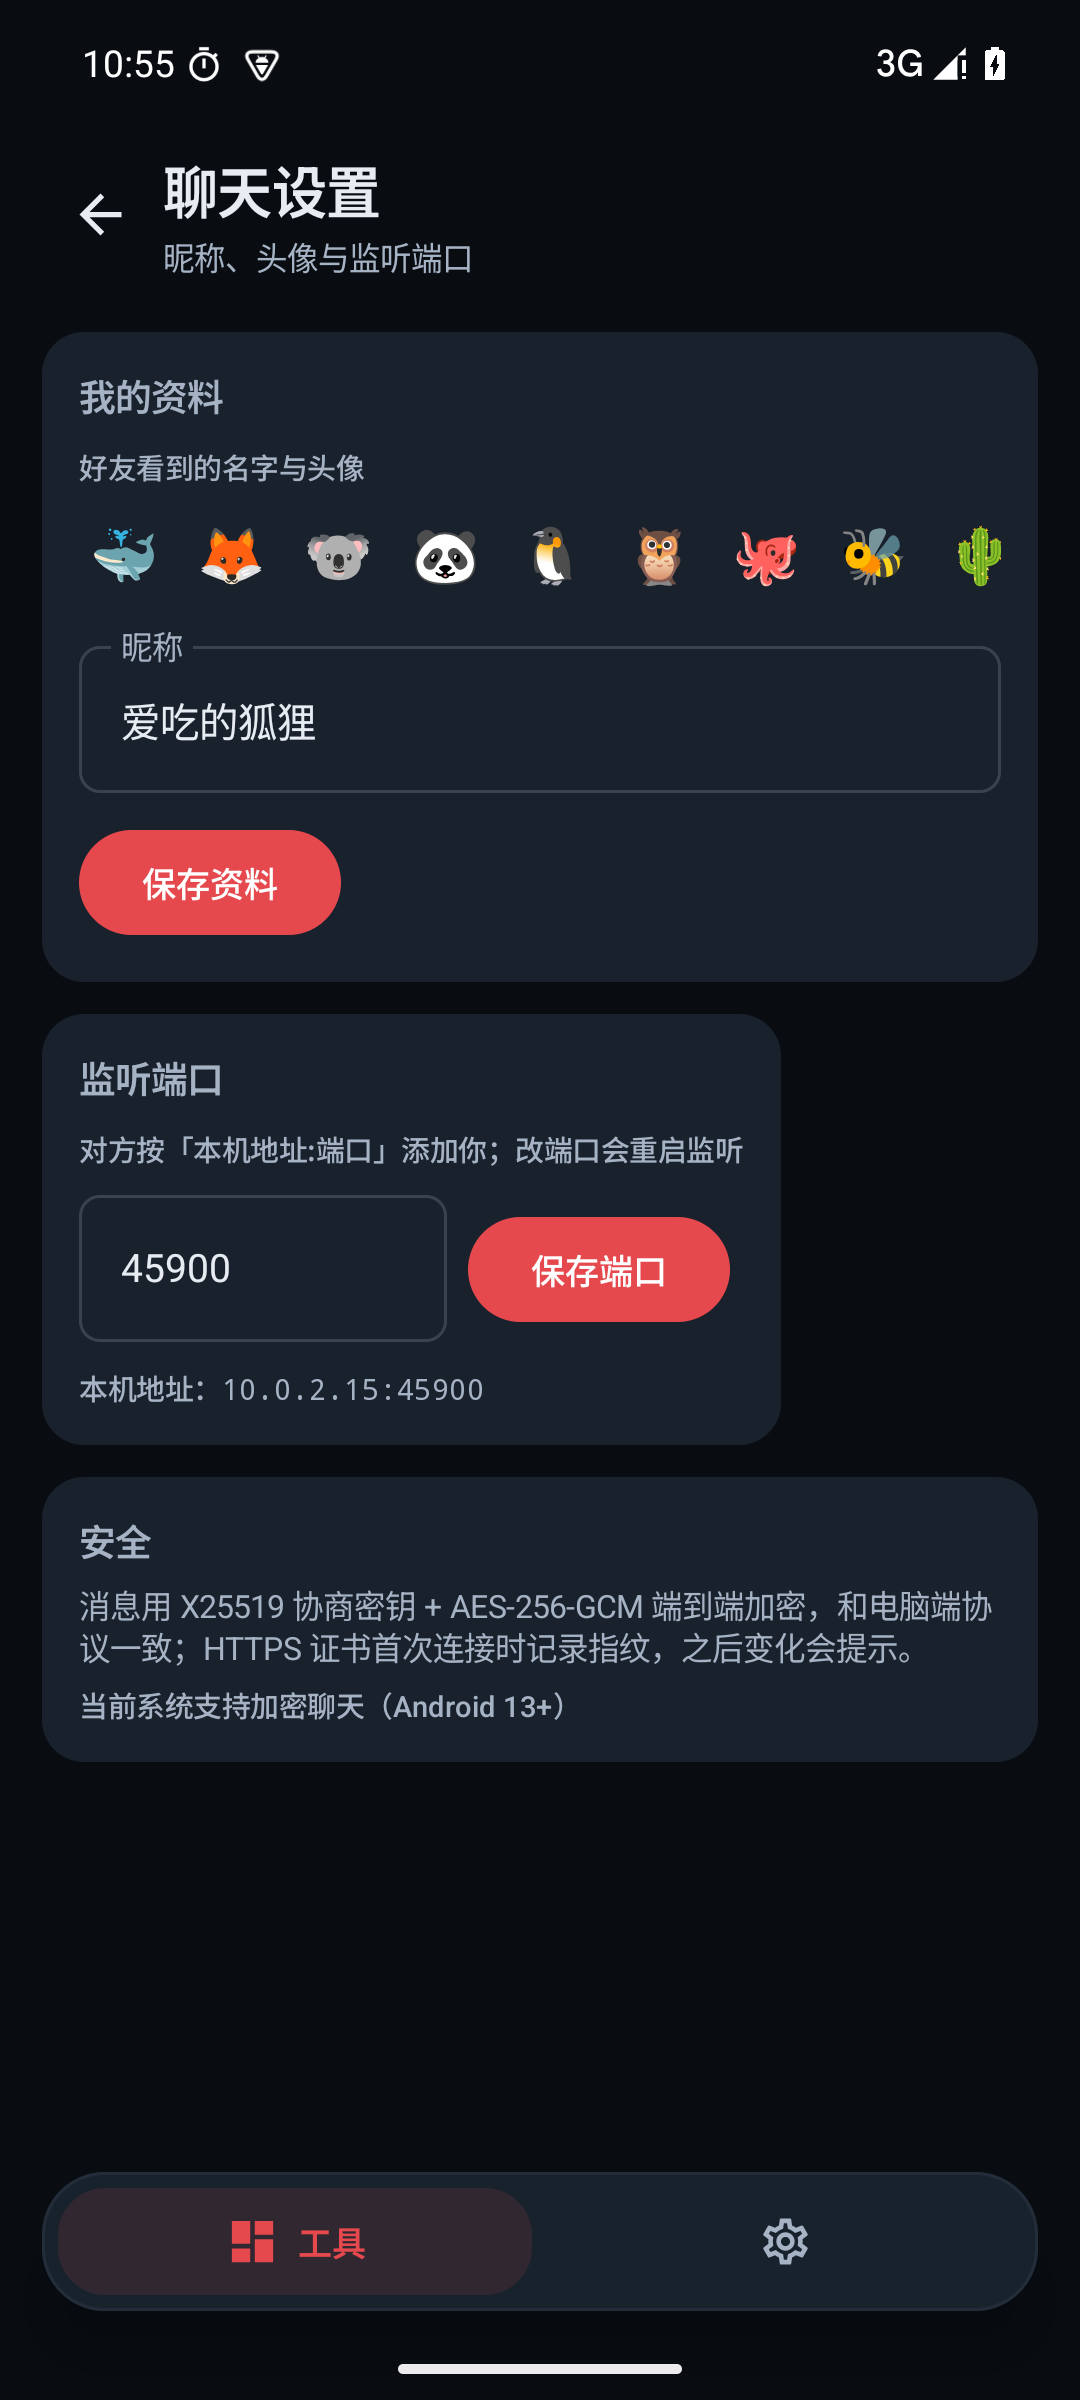 10:55
3G
聊天设置
昵称、头像与监听端口
我的资料
好友看到的名字与头像
昵称
爱吃的狐狸
保存资料
监听端口
对方按「本机地址:端口」添加你；改端口会重启监听
45900
保存端口
本机地址：10.0.2.15:45900
安全
消息用 X25519 协商密钥 + AES-256-GCM 端到端加密，和电脑端协
议一致；HTTPS 证书首次连接时记录指纹，之后变化会提示。
当前系统支持加密聊天（Android 13+）
工具